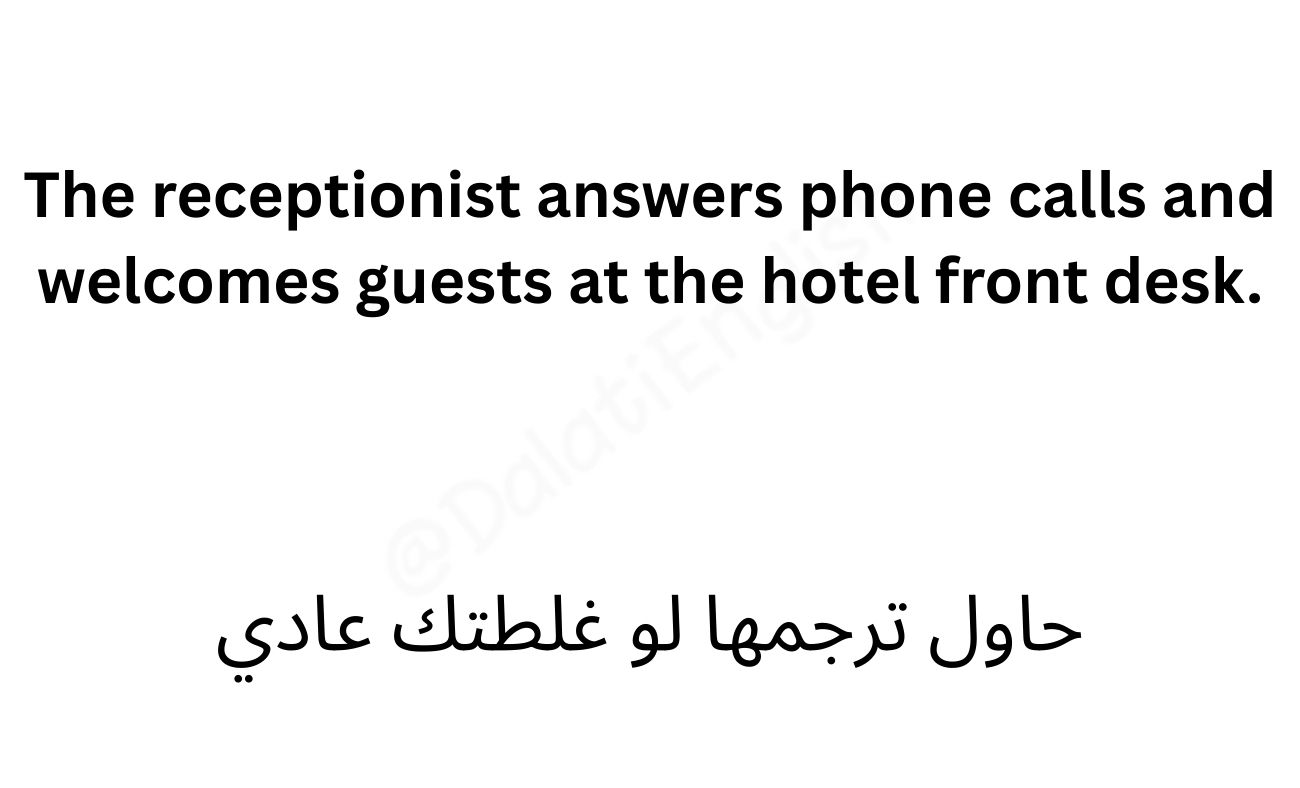 The receptionist answers phone calls and
welcomes guests at the hotel front desk.
@DalatiEnglish
حاول ترجمها لو غلطتك عادي